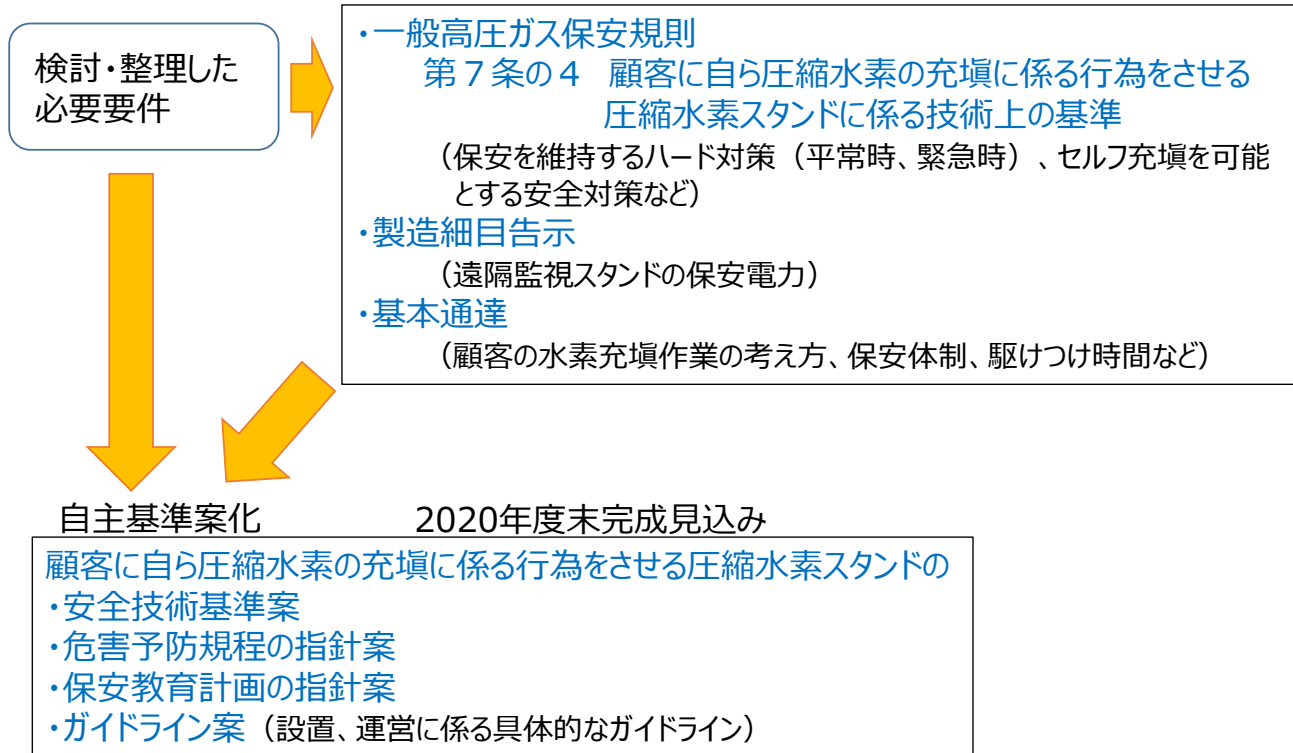 検討・整理した
必要要件
・一般高圧ガス保安規則
第7条の4 顧客に自ら圧縮水素の充塡に係る行為をさせる
圧縮水素スタンドに係る技術上の基準
(保安を維持するハード対策(平常時、緊急時)、セルフ充塡を可能
とする安全対策など)
・製造細目告示
(遠隔監視スタンドの保安電力)
・基本通達
(顧客の水素充塡作業の考え方、保安体制、駆けつけ時間など)
自主基準案化 2020年度末完成見込み
顧客に自ら圧縮水素の充塡に係る行為をさせる圧縮水素スタンドの
・安全技術基準案
・危害予防規程の指針案
・保安教育計画の指針案
・ガイドライン案(設置、運営に係る具体的なガイドライン)